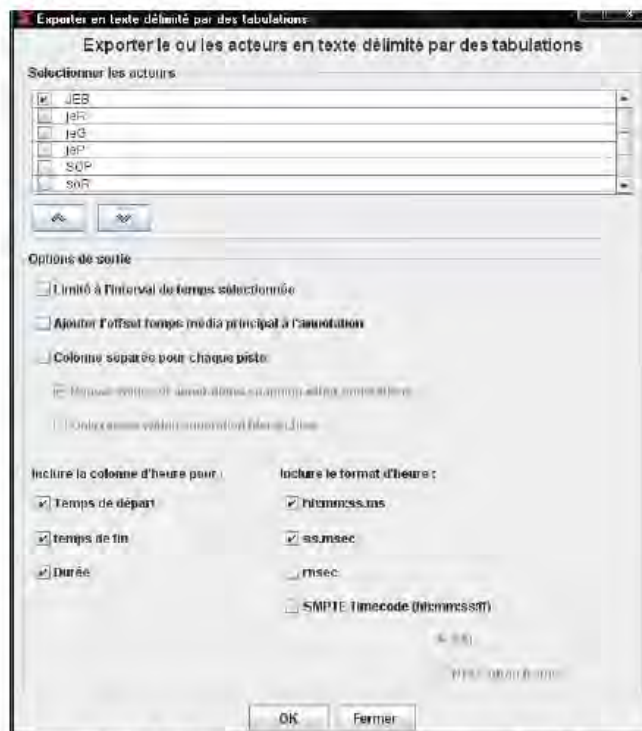 Exporter en texte délimité par des tabulations
Exporter le ou les acteurs en texte délimité par des tabulations
Selectionner les acteurs
JEB
jeR
jeG
jeP
SOP
soR
Options de sortie
Limité à l'interval de temps sélectionnée
Ajouter l'offset temps média principal à l'annotation
Colonne séparée pour chaque piste
Inclure la colonne d'heure pour :
Inclure le format d'heure :
Temps de départ
hh:mm:ss.ms
temps de fin
ss.msec
Durée
msec
SMPTE Timecode (hh:mm:ss:ff)
OK
Fermer